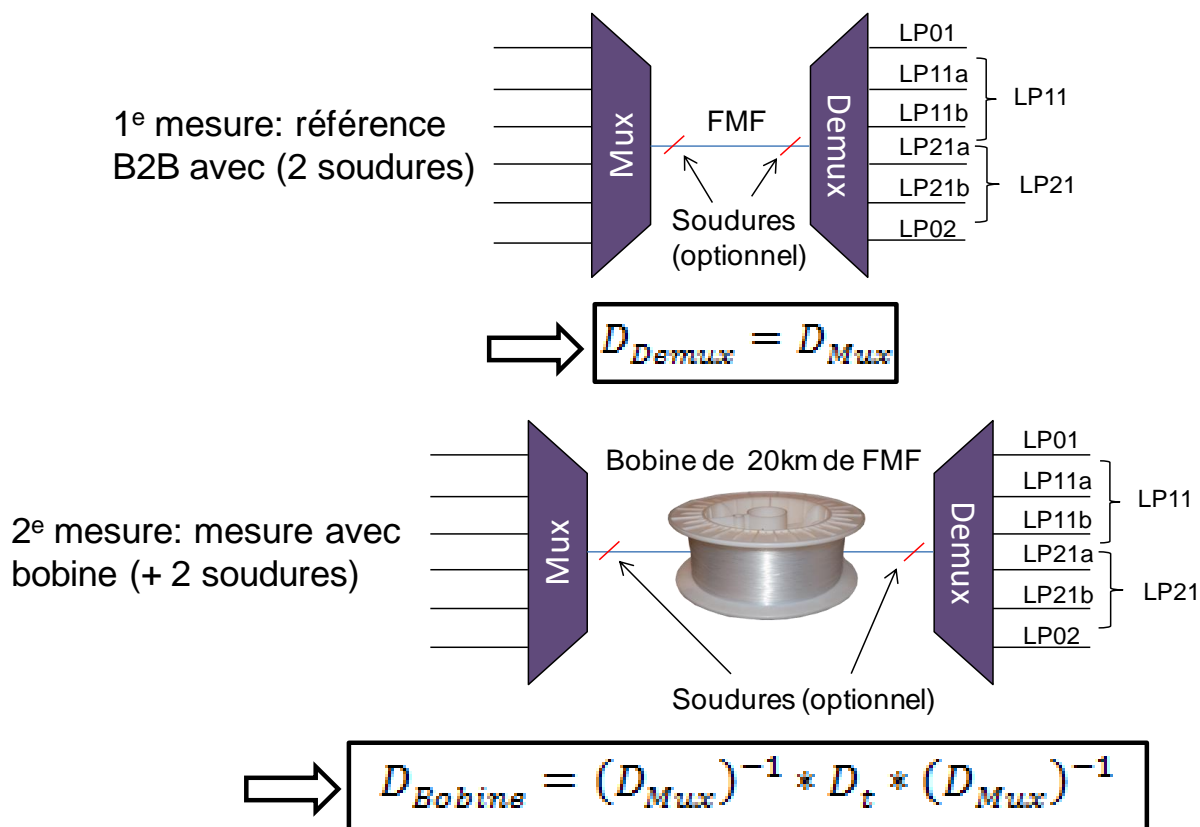 1e mesure: référence
B2B avec (2 soudures)
Mux
FMF
Soudures
(optionnel)
Demux
LP01
LP11a
LP11b
LP11
LP21a
LP21b
LP21
LP02
D_Demux = D_Mux
2e mesure: mesure avec
bobine (+ 2 soudures)
Mux
Bobine de 20km de FMF
Soudures (optionnel)
Demux
LP01
LP11a
LP11b
LP11
LP21a
LP21b
LP21
LP02
D_Bobine = (D_Mux)^-1 * D_t * (D_Mux)^-1